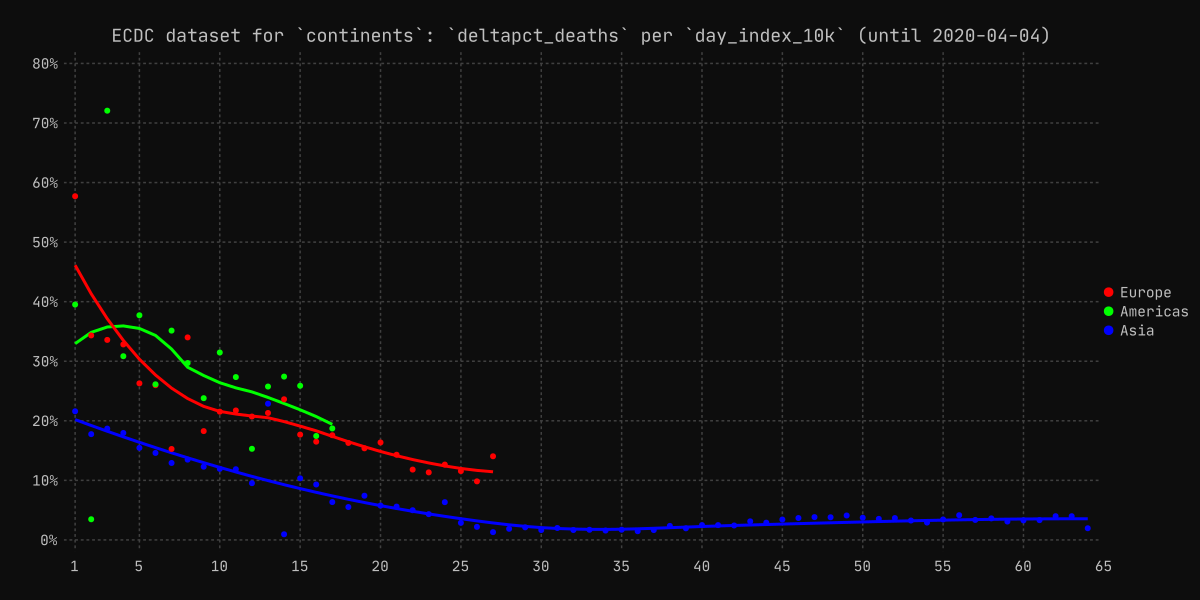 ECDC dataset for `continents`: `deltapct_deaths` per `day_index_10k` (until 2020-04-04)
80%
70%
60%
50%
40%
30%
20%
10%
0%
1 5 10 15 20 25 30 35 40 45 50 55 60 65
Europe
Americas
Asia